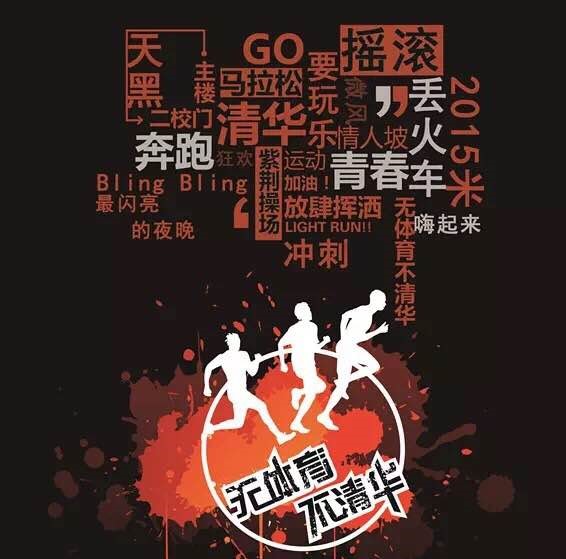 天黑
主楼
二校门
GO
马拉松
清华
要玩乐
摇滚
微风
丢火车
2015米
奔跑
狂欢
紫荆操场
运动
加油！
情人坡
青春
Bling Bling
最闪亮
的夜晚
放肆挥洒
LIGHT RUN!!
冲刺
无体育不清华
嗨起来
无体育
不清华